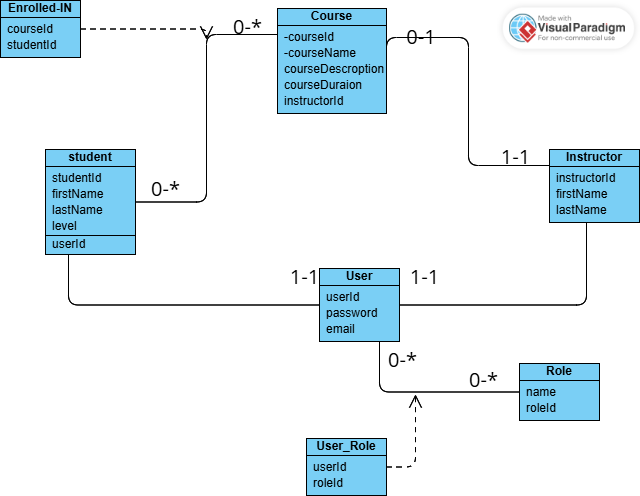 Enrolled-IN
courseId
studentId
0-*
Course
-courseId
-courseName
courseDescroption
courseDuraion
instructorId
0-1
Made with
VisualParadigm
For non-commercial use
student
studentId
firstName
lastName
level
userId
0-*
1-1
Instructor
instructorId
firstName
lastName
1-1
User
userId
password
email
1-1
0-*
0-*
Role
name
roleId
User_Role
userId
roleId